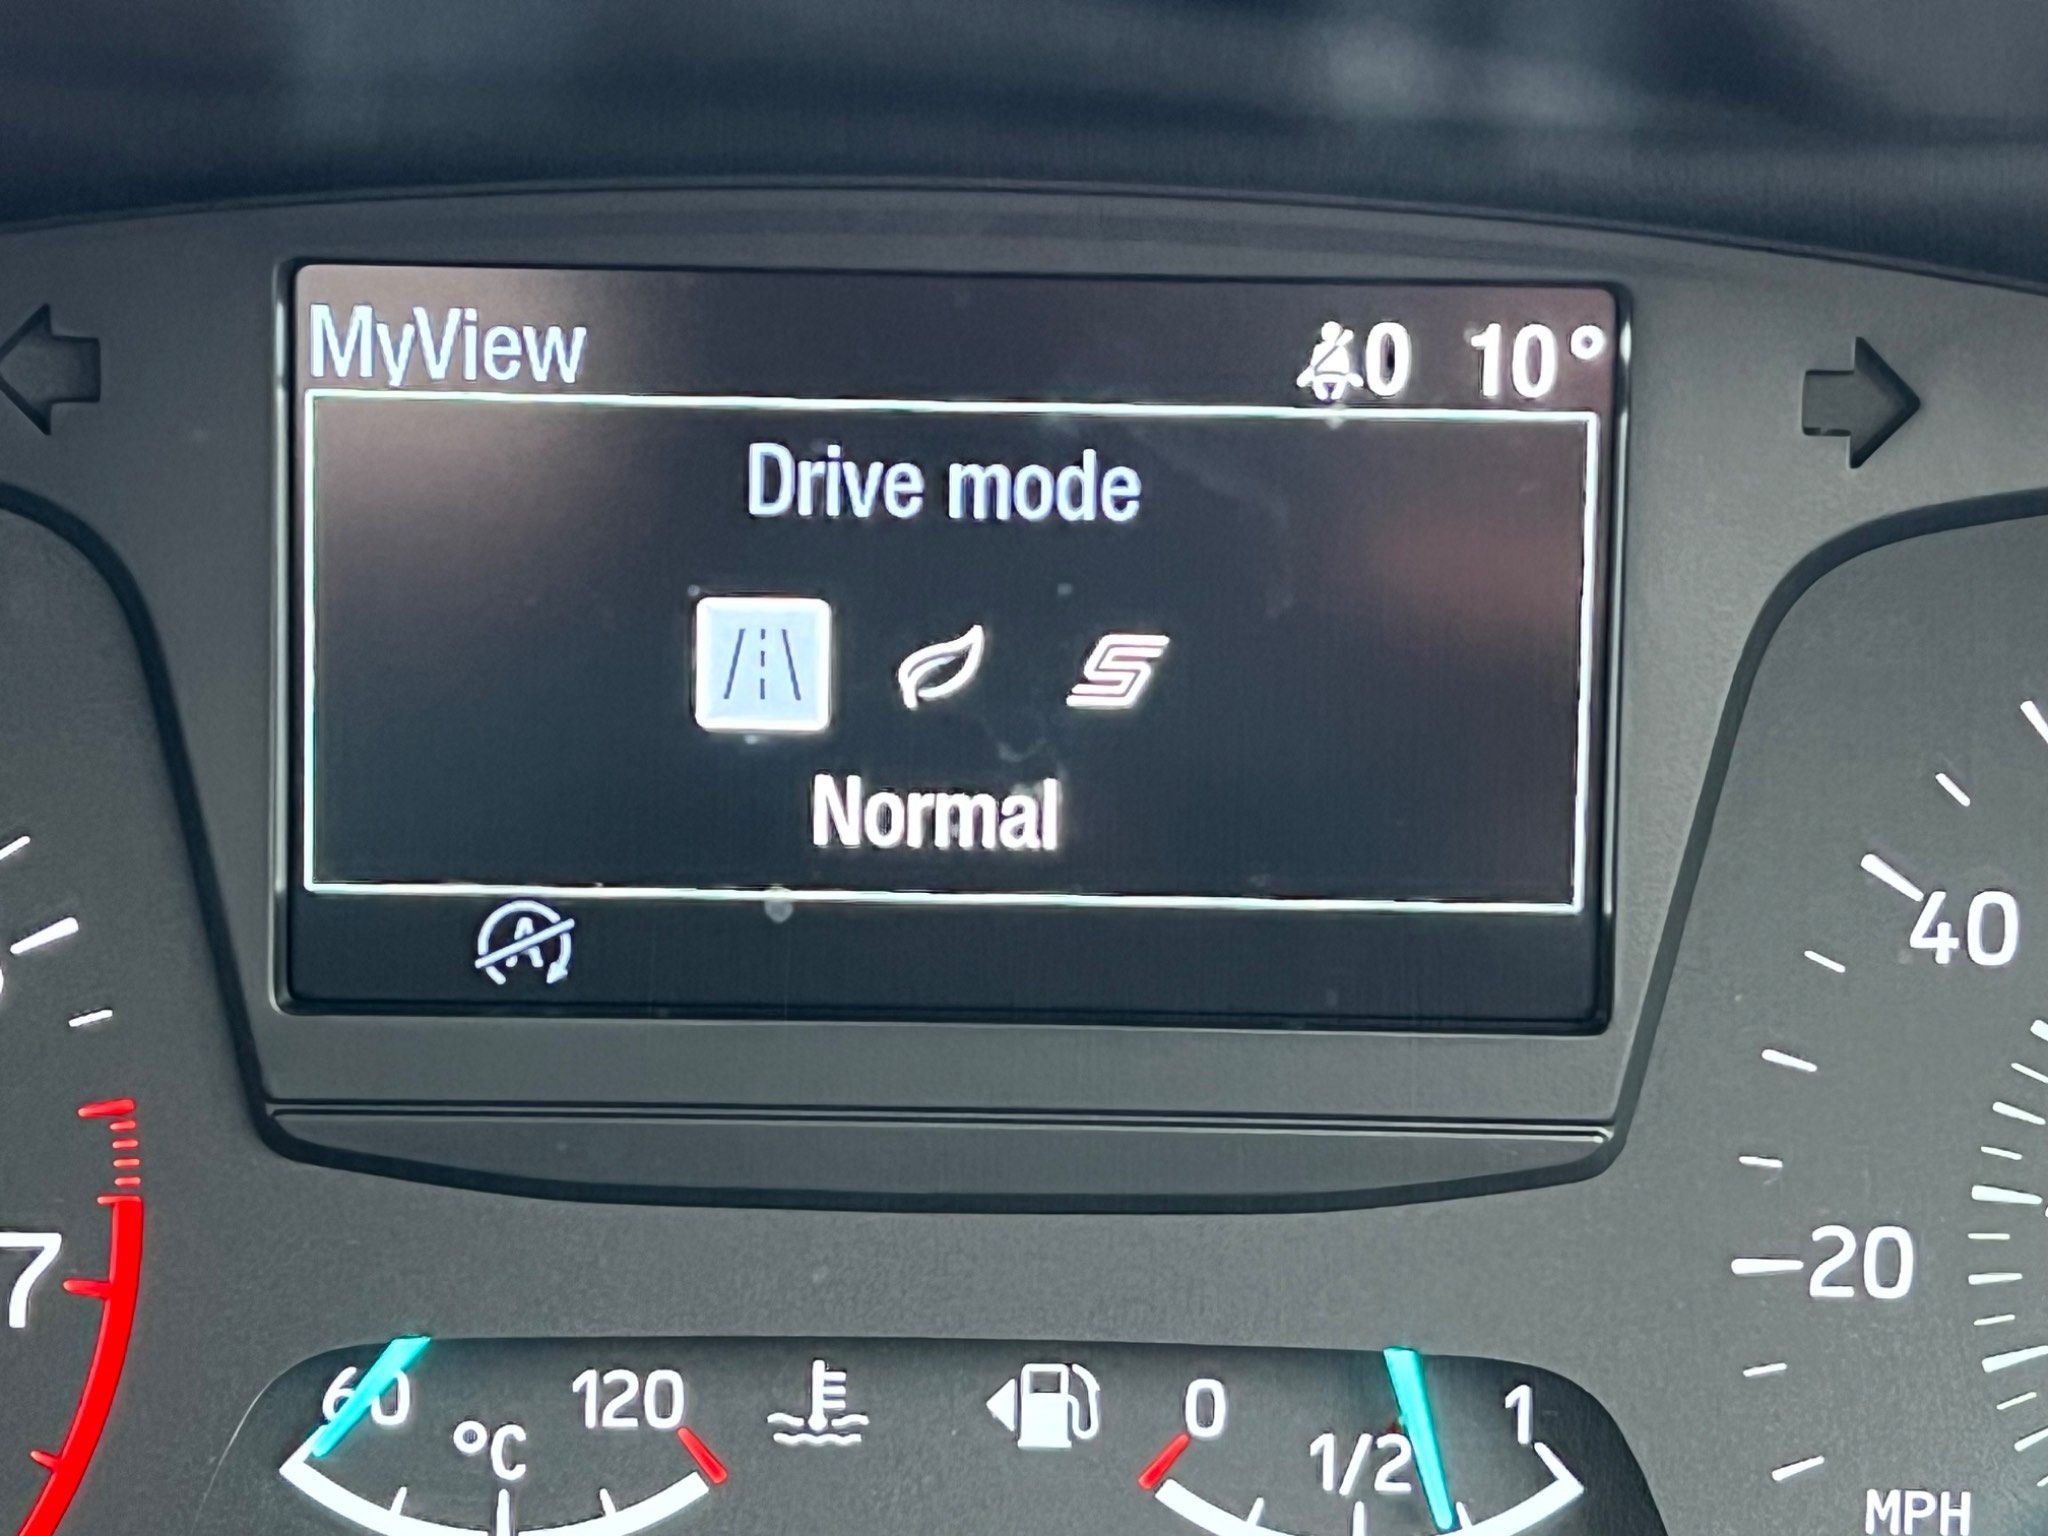 MyView 0 10°
Drive mode
Normal
40
20
7
60 120 0 1
°C 1/2
MPH